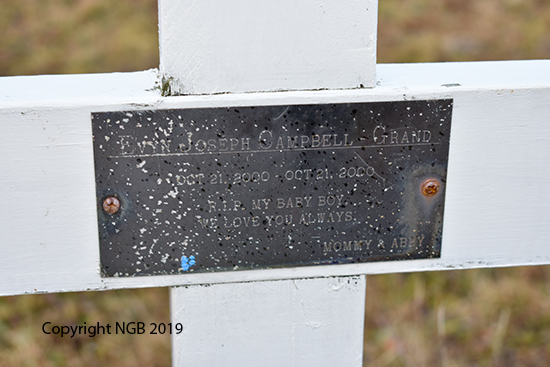 Evan Joseph Campbell - Grand
Oct 21, 2000 - Oct 21, 2000
R.I.P. My Baby Boy
We Love You Always.
Mommy & Abby
Copyright NGB 2019